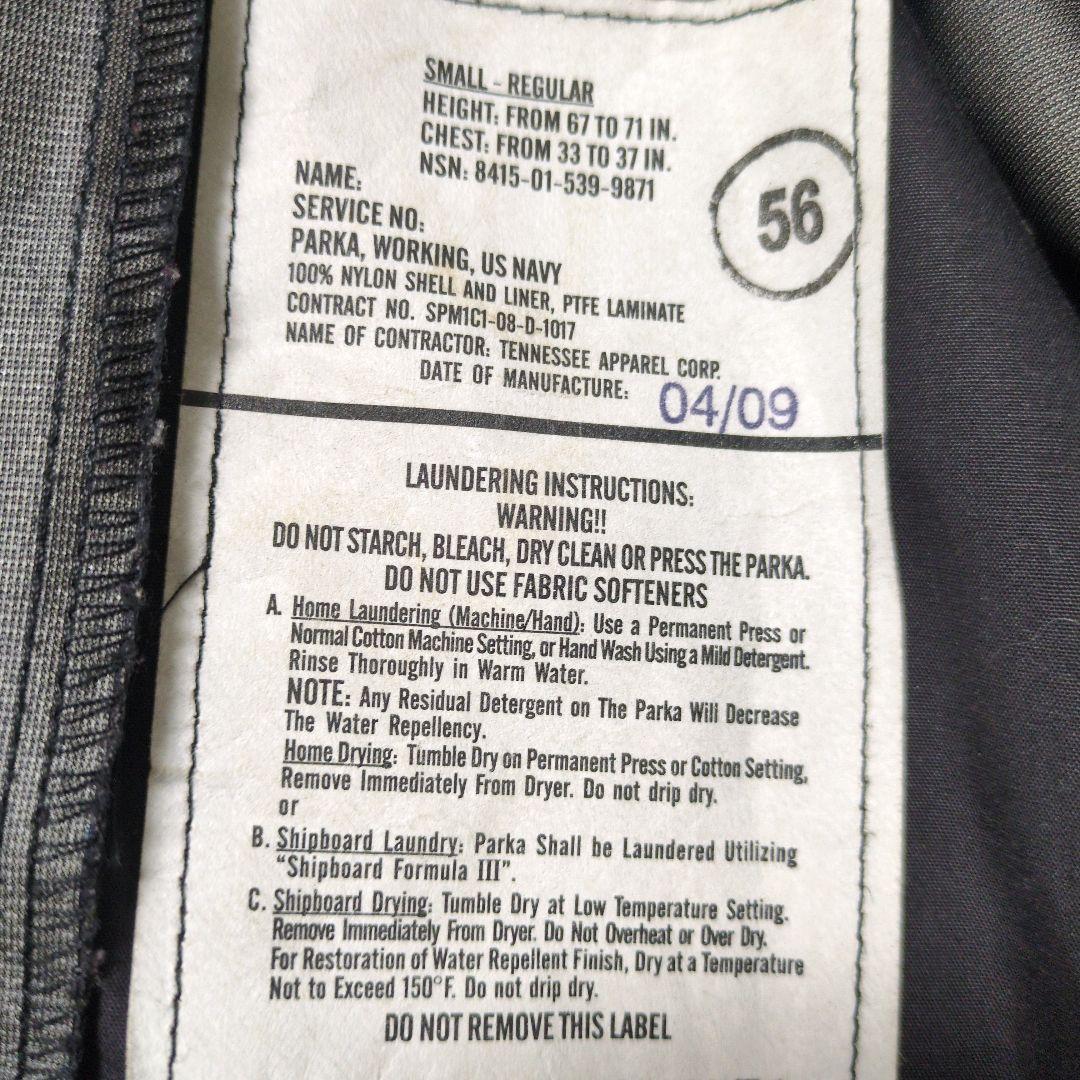 SMALL - REGULAR
HEIGHT: FROM 67 TO 71 IN.
CHEST: FROM 33 TO 37 IN.
NSN: 8415-01-539-9871
56
NAME:
SERVICE NO:
PARKA, WORKING, US NAVY
100% NYLON SHELL AND LINER, PTFE LAMINATE
CONTRACT NO. SPM1C1-08-D-1017
NAME OF CONTRACTOR: TENNESSEE APPAREL CORP.
DATE OF MANUFACTURE: 04/09
LAUNDERING INSTRUCTIONS:
WARNING!!
DO NOT STARCH, BLEACH, DRY CLEAN OR PRESS THE PARKA.
DO NOT USE FABRIC SOFTENERS
A. Home Laundering (Machine/Hand): Use a Permanent Press or
Normal Cotton Machine Setting, or Hand Wash Using a Mild Detergent.
Rinse Thoroughly in Warm Water.
NOTE: Any Residual Detergent on The Parka Will Decrease
The Water Repellency.
Home Drying: Tumble Dry on Permanent Press or Cotton Setting,
Remove Immediately From Dryer. Do not drip dry.
or
B. Shipboard Laundry: Parka Shall be Laundered Utilizing
"Shipboard Formula III".
C. Shipboard Drying: Tumble Dry at Low Temperature Setting.
Remove Immediately From Dryer. Do Not Overheat or Over Dry.
For Restoration of Water Repellent Finish, Dry at a Temperature
Not to Exceed 150°F. Do not drip dry.
DO NOT REMOVE THIS LABEL